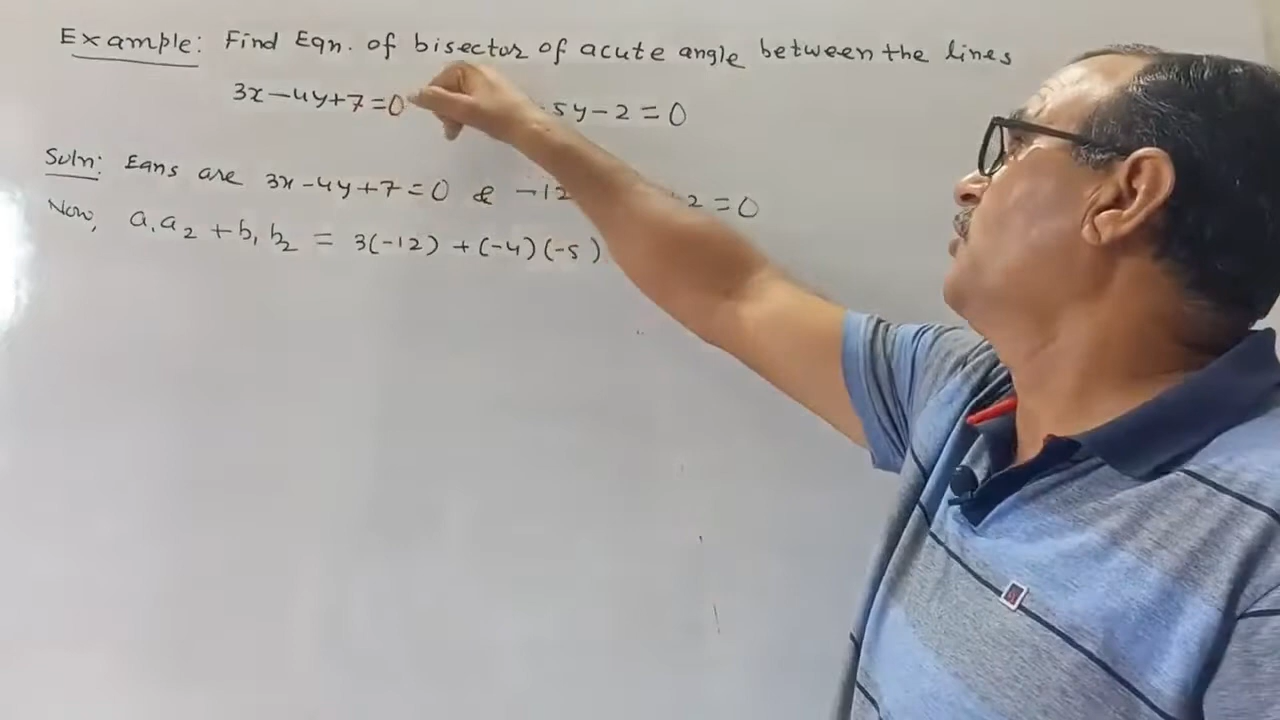 Example: Find Eqn. of bisector of acute angle between the lines
3x-4y+7=0 5y-2=0
Soln: Eqns are 3x-4y+7=0 & -12 2=0
Now, a₁a₂+b₁b₂ = 3(-12)+(-4)(-5)